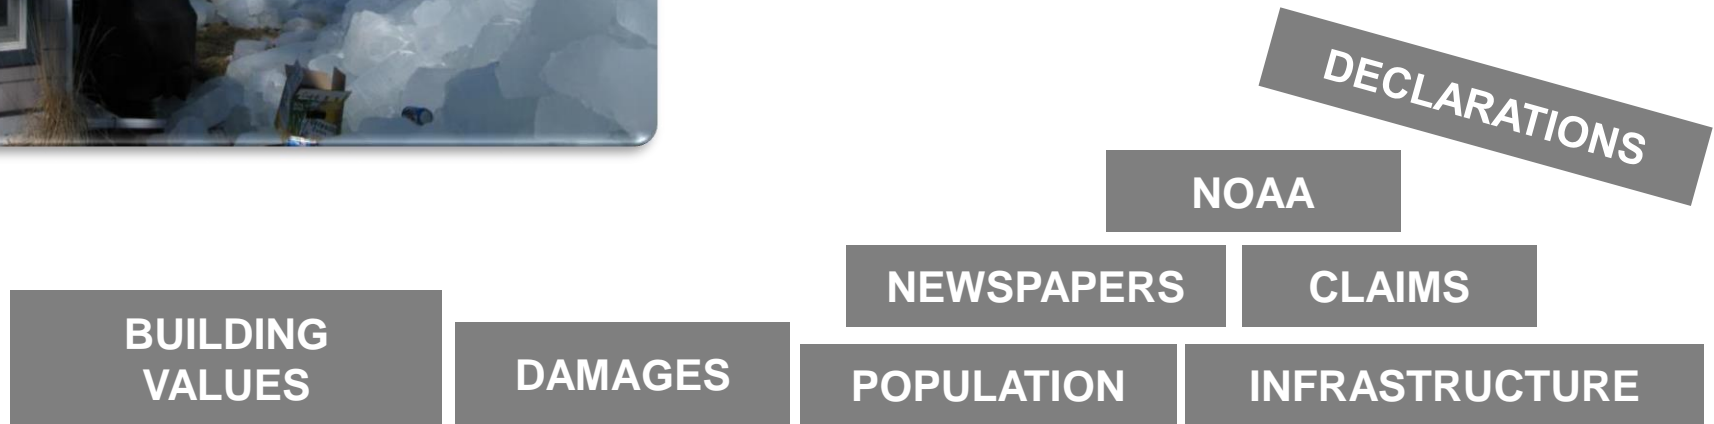 DECLARATIONS
NOAA
NEWSPAPERS
CLAIMS
BUILDING
VALUES
DAMAGES
POPULATION
INFRASTRUCTURE